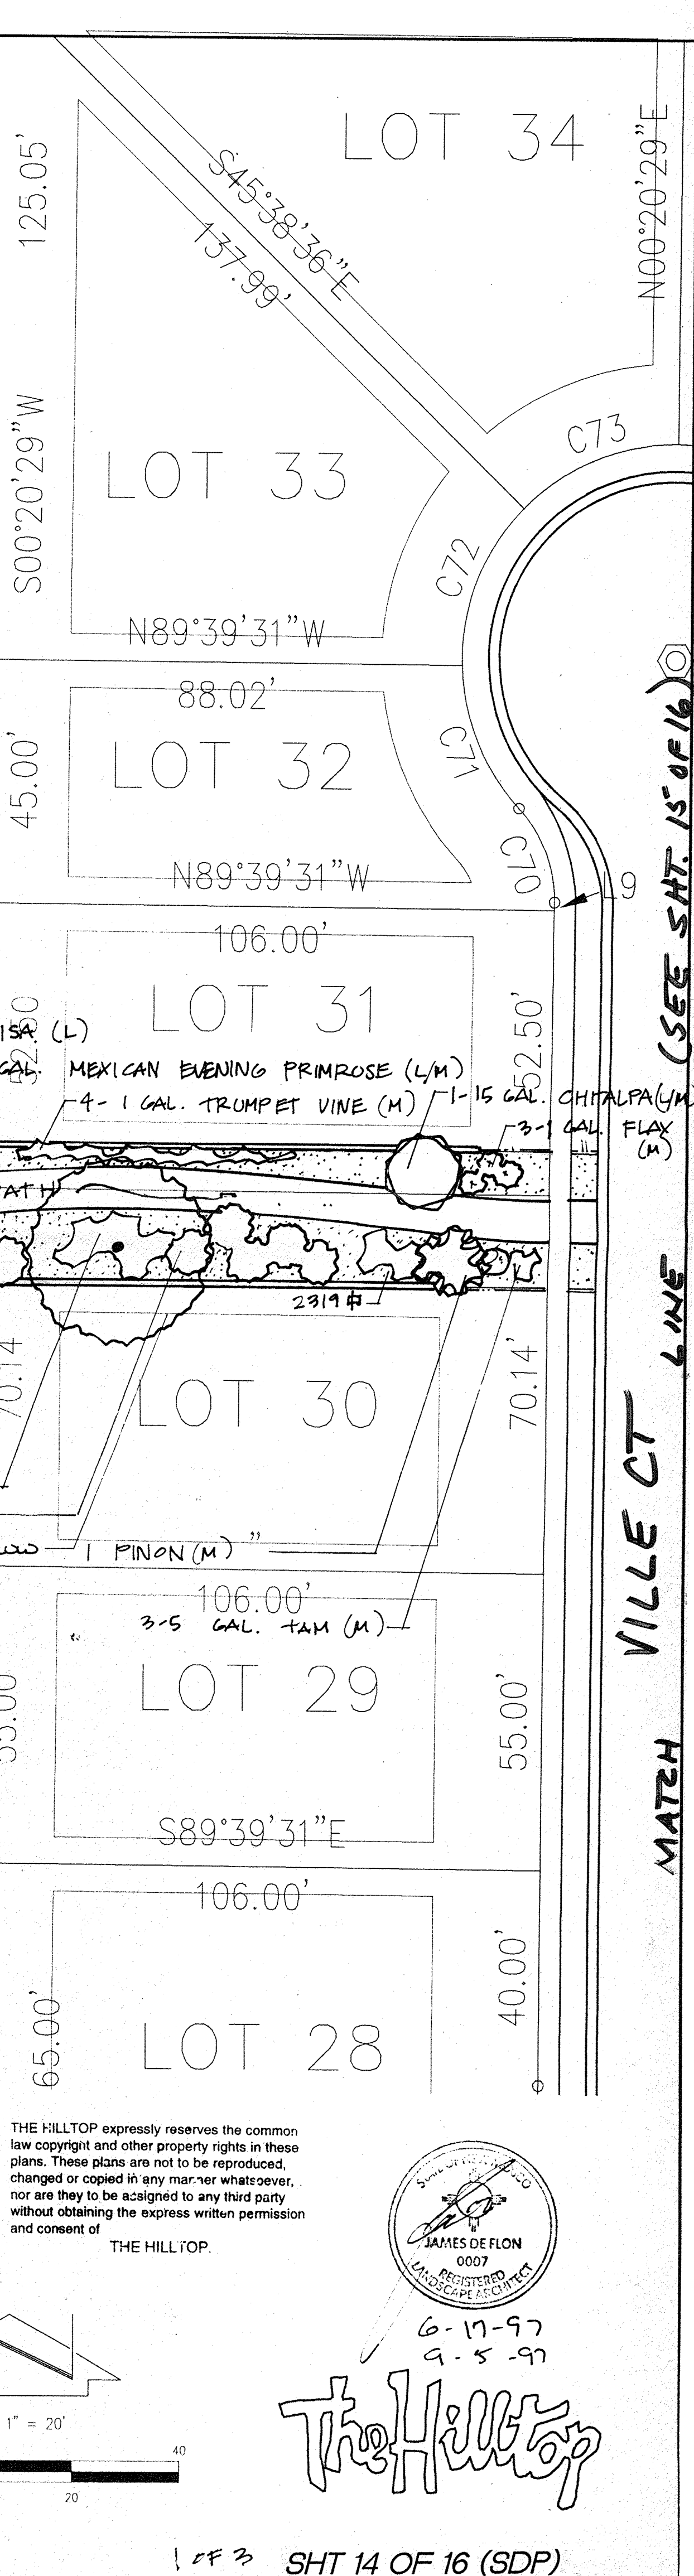 LOT 34
N00°20'29"E
125.05'
S45°38'36"E
137.99'
S00°20'29"W
C73
LOT 33
C72
N89°39'31"W
88.02'
LOT 32
45.00'
C71
N89°39'31"W
C70
L9
106.00'
LOT 31
52.50'
(L)
GAL. MEXICAN EVENING PRIMROSE (L/M)
4- 1 GAL. TRUMPET VINE (M)
1-15 GAL. CHITALPA (L/M)
3-1 GAL. FLAX
(M)
2319
70.14
LOT 30
70.14'
1 PINON (M) "
106.00'
3-5 GAL. TAM (M)
LOT 29
55.00'
S89°39'31"E
106.00'
40.00'
65.00'
LOT 28
MATCH LINE (SEE SHT. 15 OF 16)
VILLE CT
THE HILLTOP expressly reserves the common
law copyright and other property rights in these
plans. These plans are not to be reproduced,
changed or copied in any manner whatsoever,
nor are they to be assigned to any third party
without obtaining the express written permission
and consent of
THE HILLTOP.
JAMES DE FLON
0007
REGISTERED
LANDSCAPE ARCHITECT
6-17-97
9-5-97
1" = 20'
40
20
The Hilltop
1 OF 3 SHT 14 OF 16 (SDP)